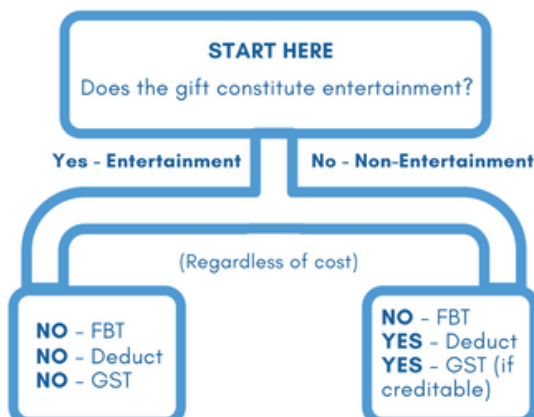 START HERE
Does the gift constitute entertainment?
Yes - Entertainment
No - Non-Entertainment
(Regardless of cost)
NO - FBT
NO - Deduct
NO - GST
NO - FBT
YES - Deduct
YES - GST (if
creditable)